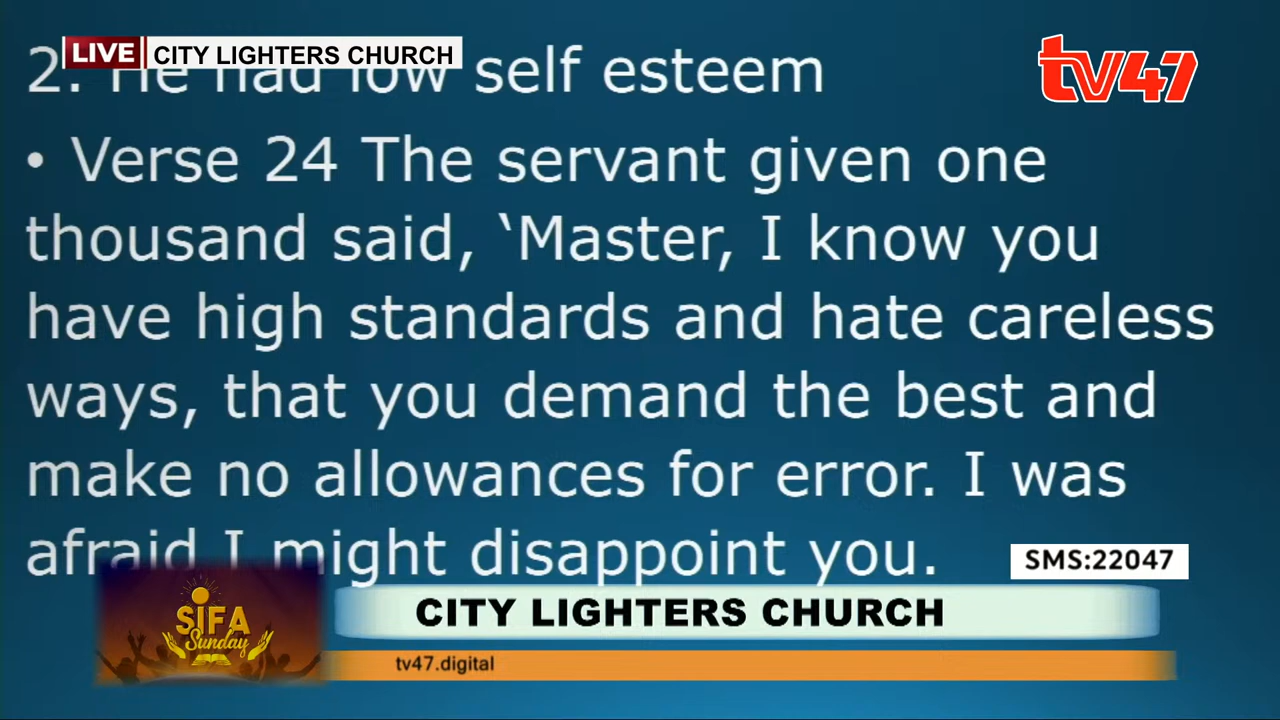 LIVE CITY LIGHTERS CHURCH
tv47
2. He had low self esteem
• Verse 24 The servant given one
thousand said, ‘Master, I know you
have high standards and hate careless
ways, that you demand the best and
make no allowances for error. I was
afraid I might disappoint you.
SMS:22047
SIFA
Sunday
CITY LIGHTERS CHURCH
tv47.digital